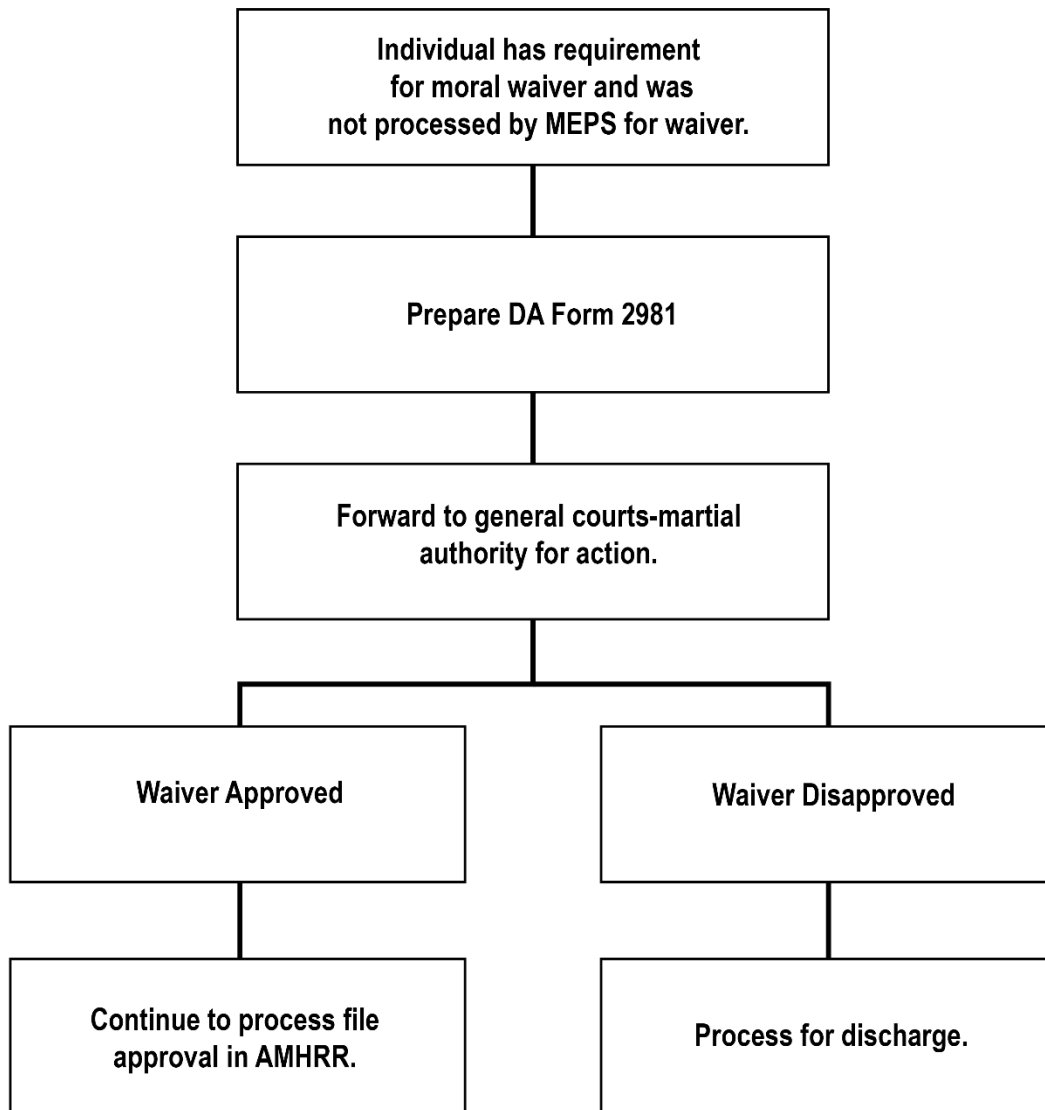 Individual has requirement
for moral waiver and was
not processed by MEPS for waiver.
Prepare DA Form 2981
Forward to general courts-martial
authority for action.
Waiver Approved
Waiver Disapproved
Continue to process file
approval in AMHRR.
Process for discharge.